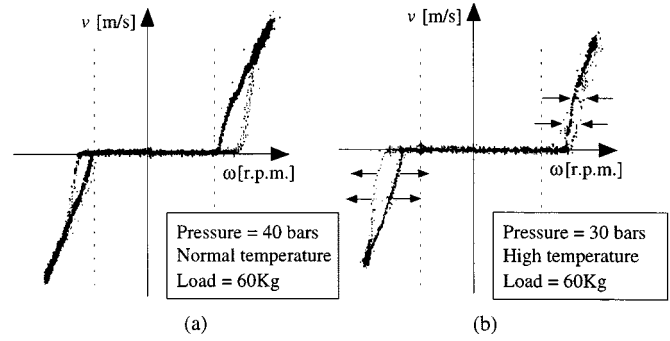 v [m/s]
ω[r.p.m.]
Pressure = 40 bars
Normal temperature
Load = 60Kg
(a)
v [m/s]
ω[r.p.m.]
Pressure = 30 bars
High temperature
Load = 60Kg
(b)